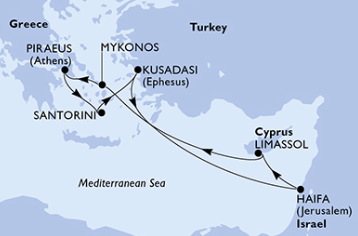 Greece
Turkey
PIRAEUS
(Athens)
MYKONOS
KUSADASI
(Ephesus)
SANTORINI
Cyprus
LIMASSOL
Mediterranean Sea
HAIFA
(Jerusalem)
Israel